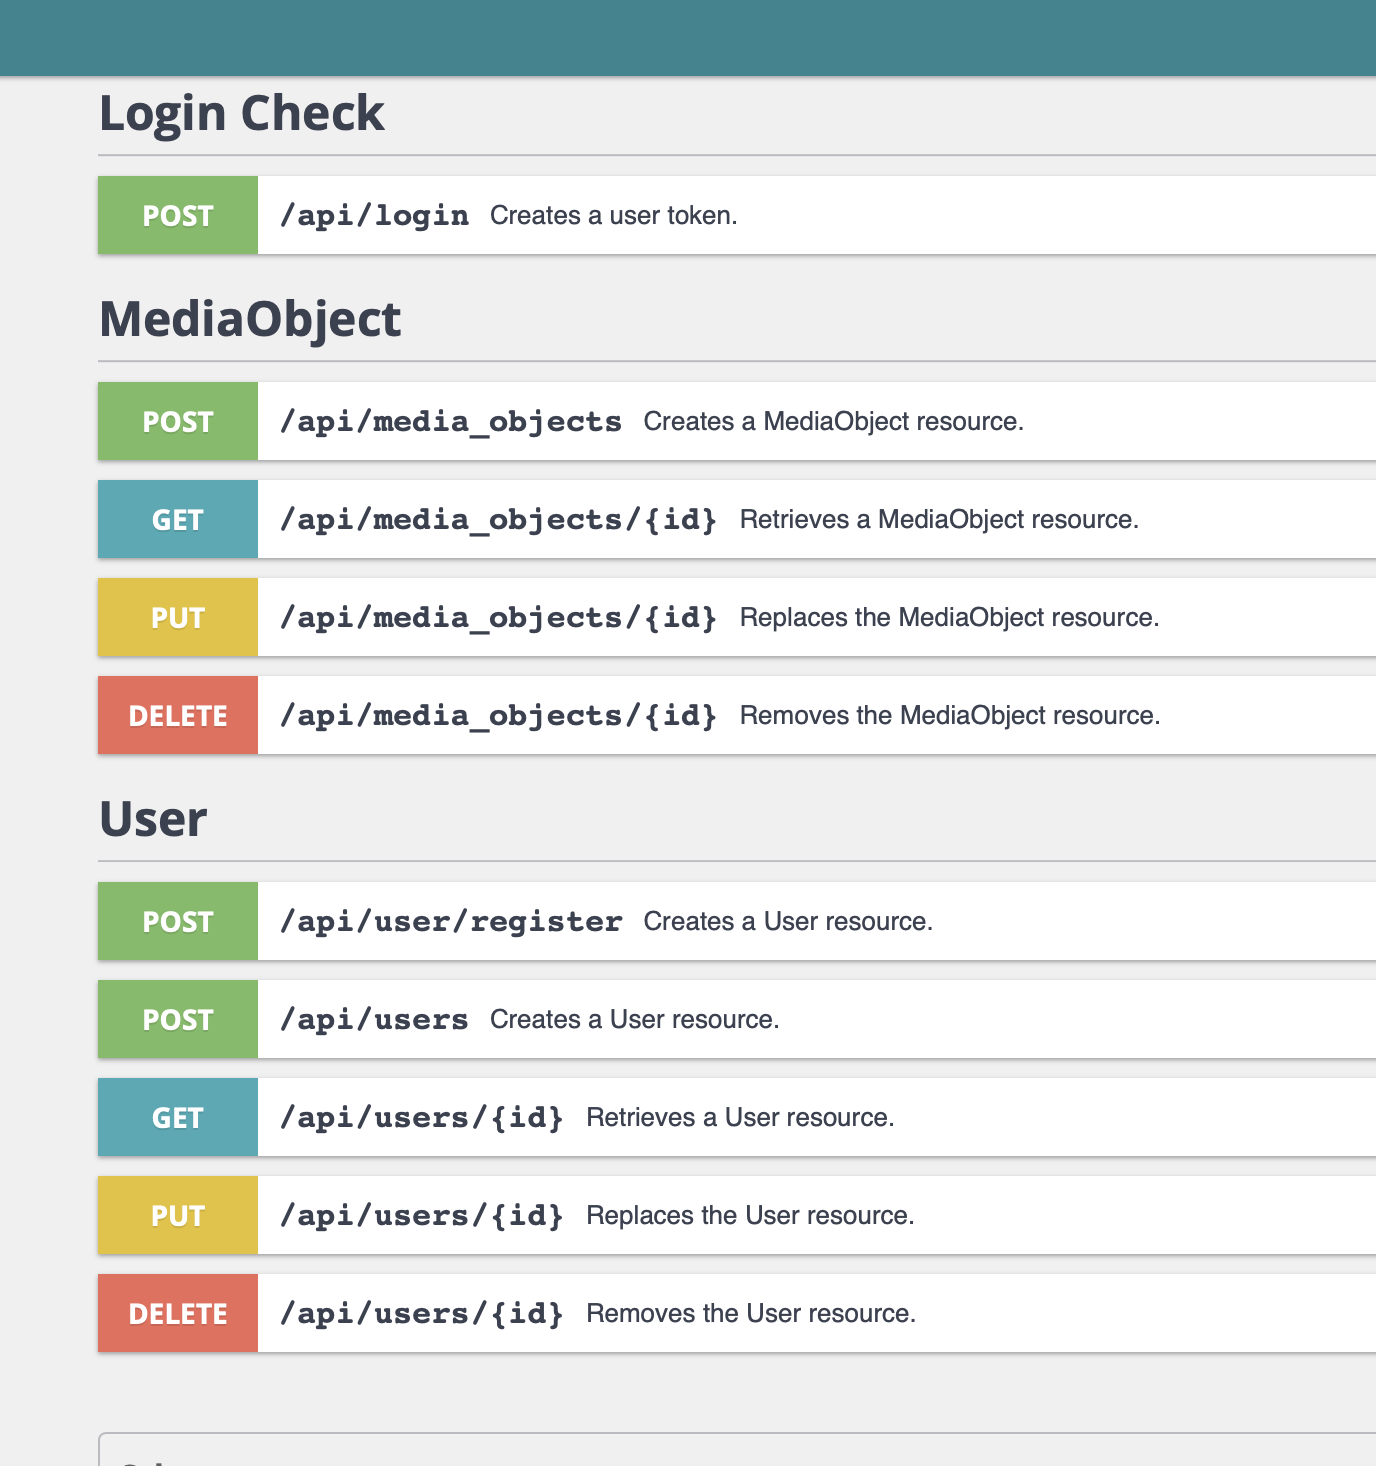 Login Check
POST /api/login Creates a user token.
MediaObject
POST /api/media_objects Creates a MediaObject resource.
GET /api/media_objects/{id} Retrieves a MediaObject resource.
PUT /api/media_objects/{id} Replaces the MediaObject resource.
DELETE /api/media_objects/{id} Removes the MediaObject resource.
User
POST /api/user/register Creates a User resource.
POST /api/users Creates a User resource.
GET /api/users/{id} Retrieves a User resource.
PUT /api/users/{id} Replaces the User resource.
DELETE /api/users/{id} Removes the User resource.